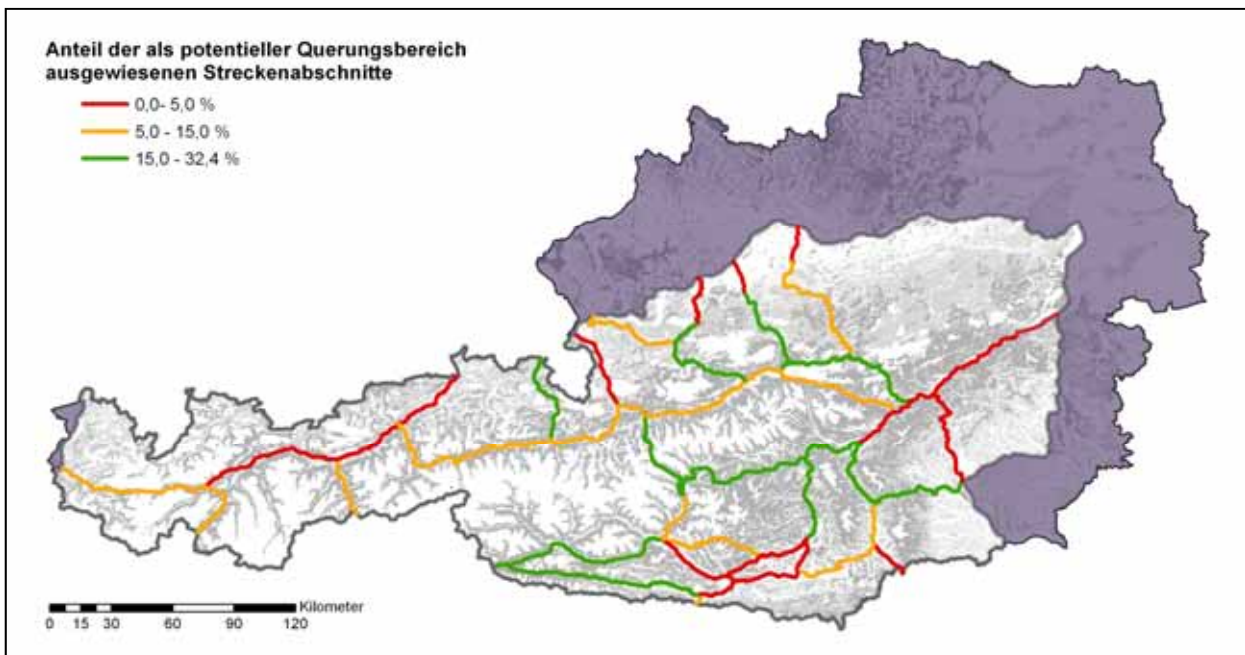 Anteil der als potentieller Querungsbereich
ausgewiesenen Streckenabschnitte
0,0- 5,0 %
5,0 - 15,0 %
15,0 - 32,4 %
Kilometer
0 15 30 60 90 120